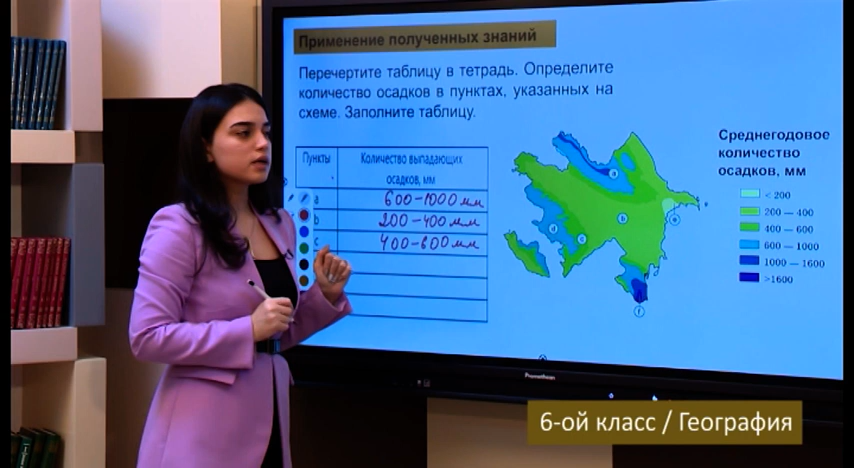 Применение полученных знаний
Перечертите таблицу в тетрадь. Определите
количество осадков в пунктах, указанных на
схеме. Заполните таблицу.
Пункты
Количество выпадающих
осадков, мм
a
600-1000 мм
b
200-400 мм
c
400-600 мм
a
b
c
d
e
f
Среднегодовое
количество
осадков, мм
< 200
200 — 400
400 — 600
600 — 1000
1000 — 1600
>1600
Promethean
6-ой класс / География